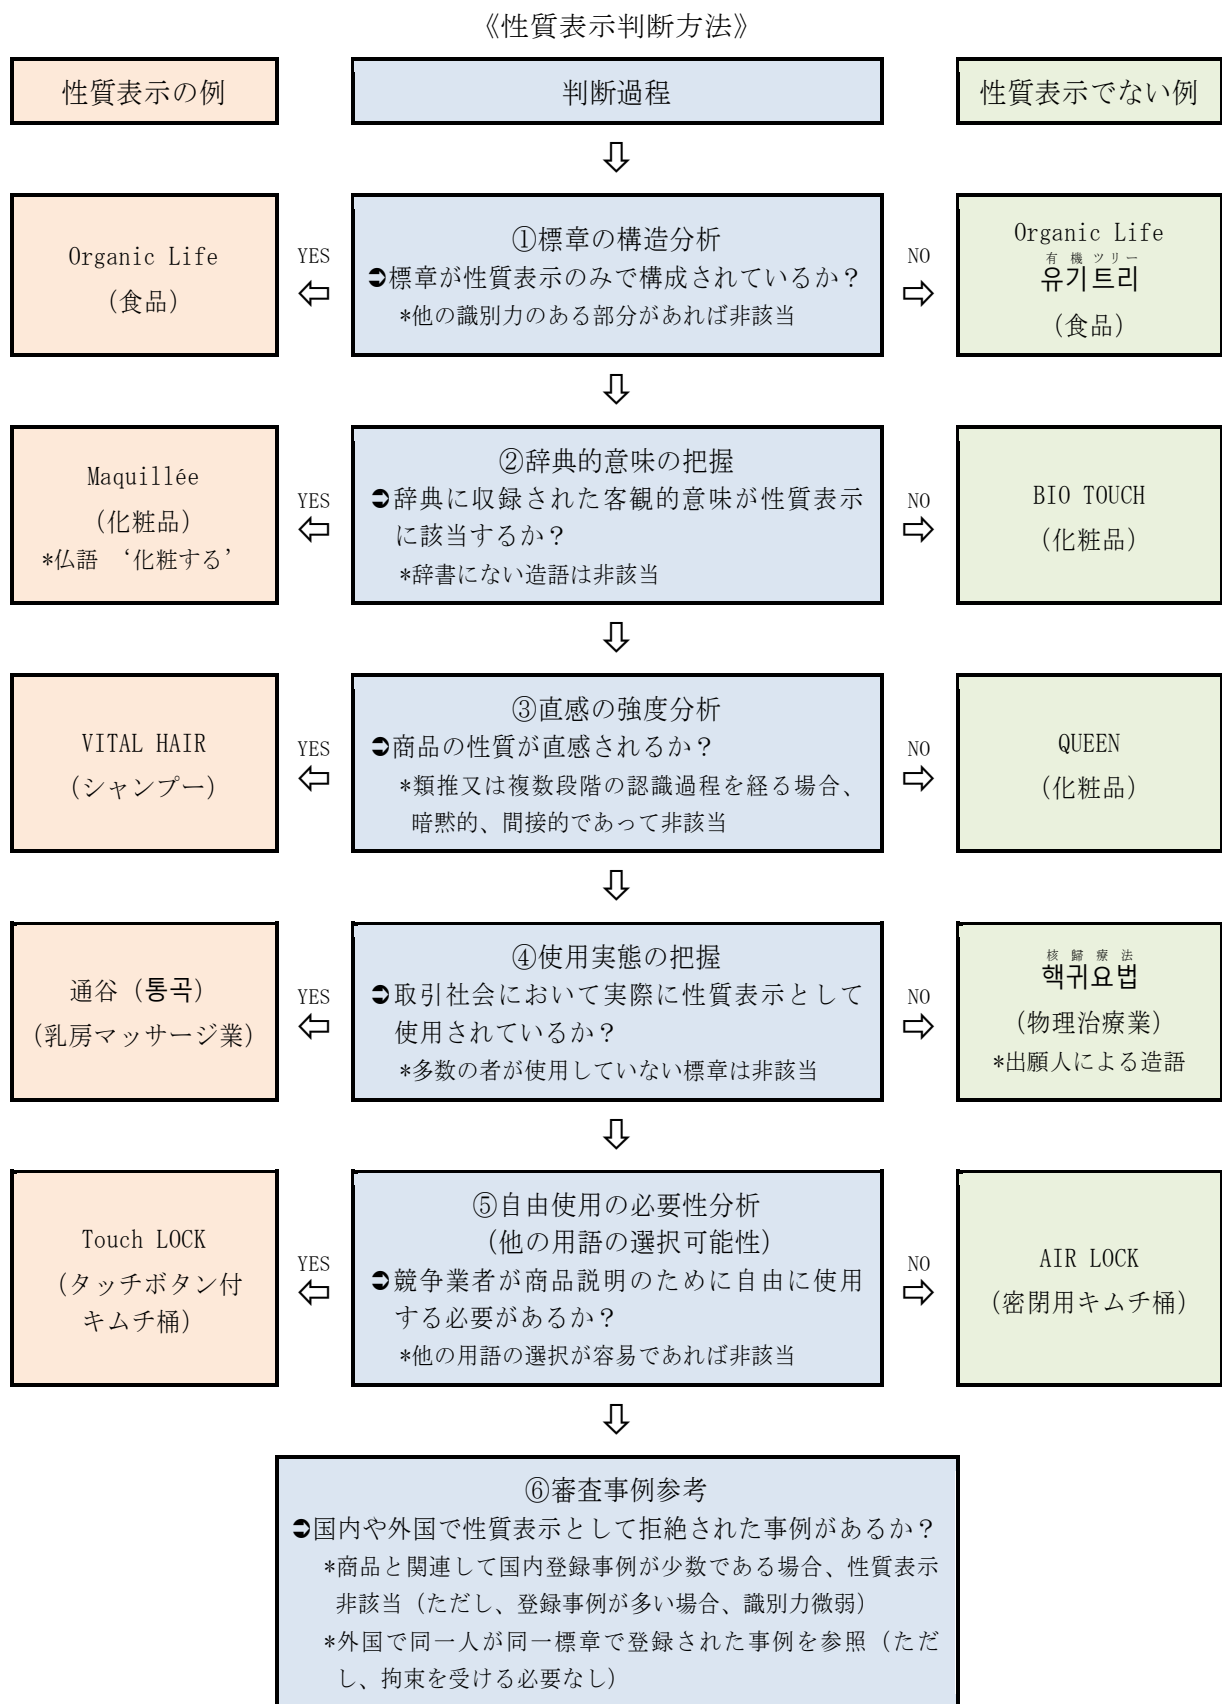 《性質表示判断方法》
性質表示の例
判断過程
性質表示でない例
Organic Life
(食品)
YES
①標章の構造分析
➲標章が性質表示のみで構成されているか？
*他の識別力のある部分があれば非該当
NO
Organic Life
有機ツリー
유기트리
(食品)
Maquillée
(化粧品)
*仏語 ‘化粧する’
YES
②辞典的意味の把握
➲辞典に収録された客観的意味が性質表示
に該当するか？
*辞書にない造語は非該当
NO
BIO TOUCH
(化粧品)
VITAL HAIR
(シャンプー)
YES
③直感の強度分析
➲商品の性質が直感されるか？
*類推又は複数段階の認識過程を経る場合、
暗黙的、間接的であって非該当
NO
QUEEN
(化粧品)
通谷（통곡）
(乳房マッサージ業)
YES
④使用実態の把握
➲取引社会において実際に性質表示として
使用されているか？
*多数の者が使用していない標章は非該当
NO
核歸療法
핵귀요법
(物理治療業)
*出願人による造語
Touch LOCK
(タッチボタン付
キムチ桶)
YES
⑤自由使用の必要性分析
(他の用語の選択可能性)
➲競争業者が商品説明のために自由に使用
する必要があるか？
*他の用語の選択が容易であれば非該当
NO
AIR LOCK
(密閉用キムチ桶)
⑥審査事例参考
➲国内や外国で性質表示として拒絶された事例があるか？
*商品と関連して国内登録事例が少数である場合、性質表示
非該当（ただし、登録事例が多い場合、識別力微弱）
*外国で同一人が同一標章で登録された事例を参照（ただ
し、拘束を受ける必要なし）